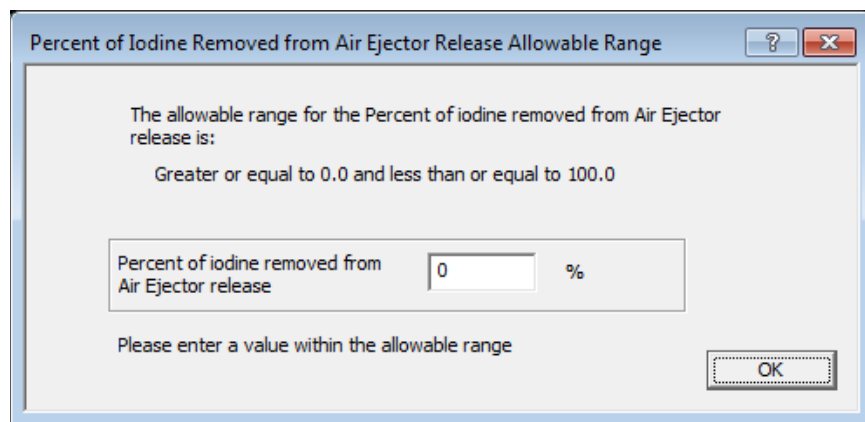 Percent of Iodine Removed from Air Ejector Release Allowable Range
?
The allowable range for the Percent of iodine removed from Air Ejector
release is:
Greater or equal to 0.0 and less than or equal to 100.0
Percent of iodine removed from
Air Ejector release
0
%
Please enter a value within the allowable range
OK